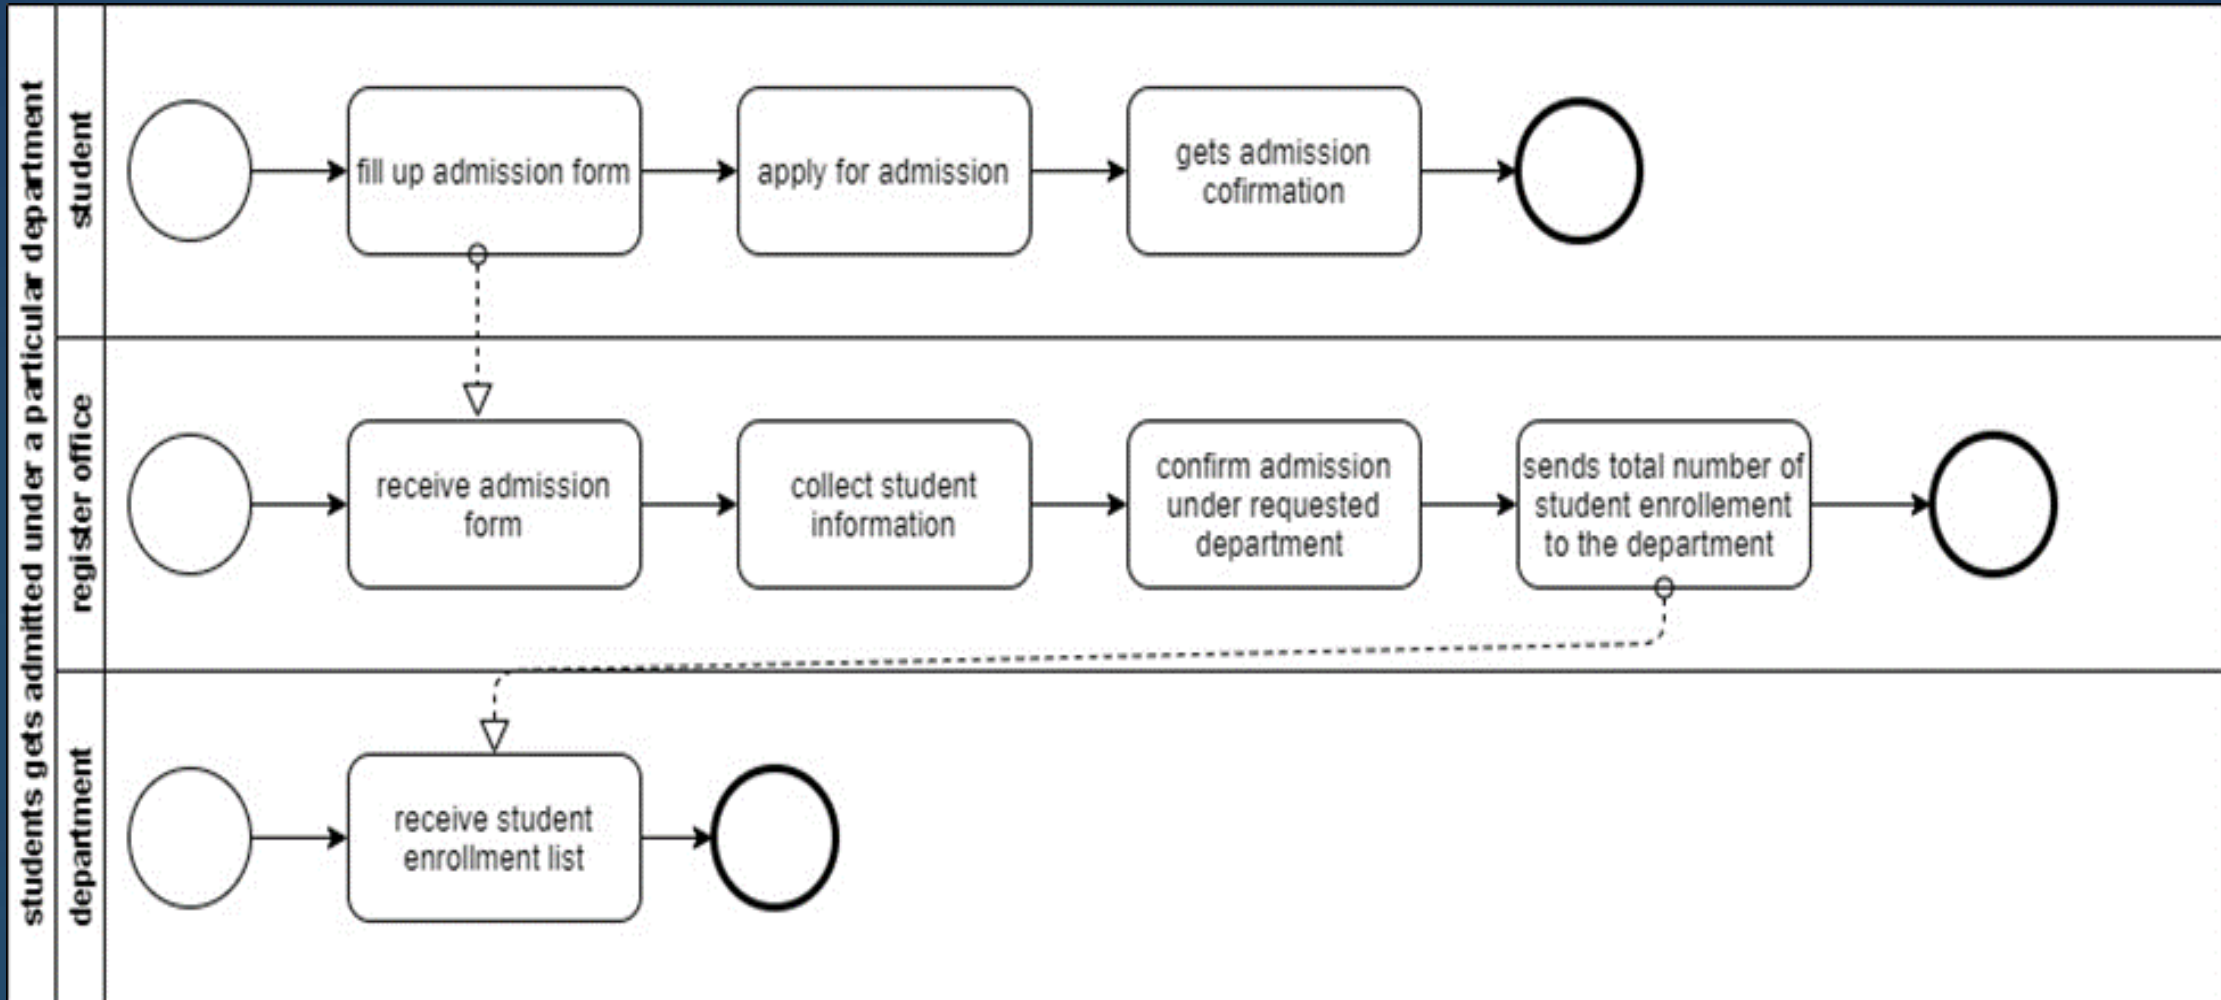 students gets admitted under a particular department
student
fill up admission form
apply for admission
gets admission
cofirmation
register office
receive admission
form
collect student
information
confirm admission
under requested
department
sends total number of
student enrollement
to the department
department
receive student
enrollment list